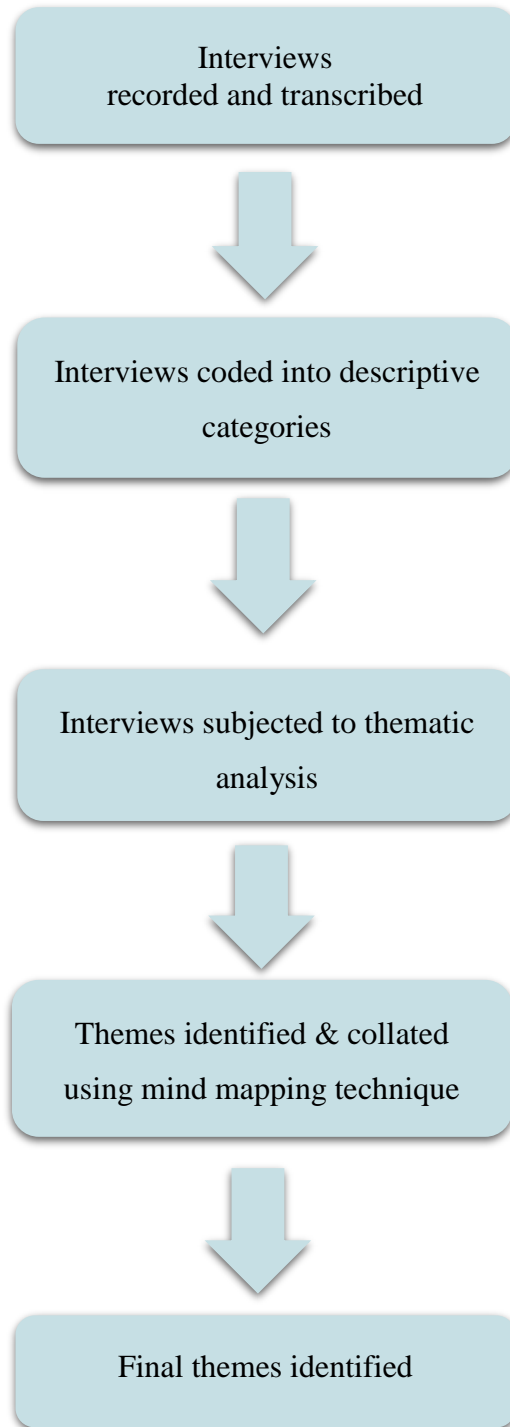 Interviews
recorded and transcribed
Interviews coded into descriptive
categories
Interviews subjected to thematic
analysis
Themes identified & collated
using mind mapping technique
Final themes identified